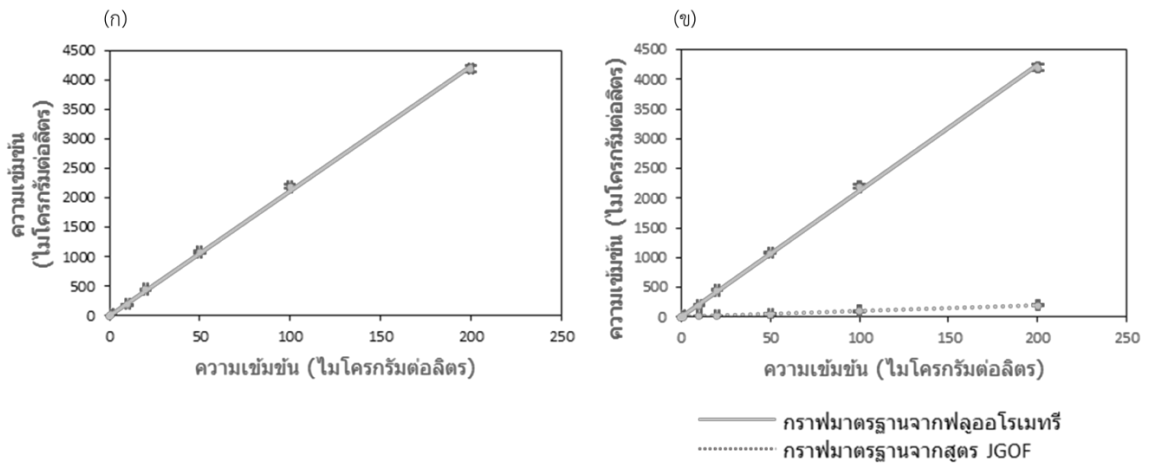 (ก)
4500
4000
3500
3000
2500
2000
1500
1000
500
0
ความเข้มข้น
(ไมโครกรัมต่อลิตร)
0 50 100 150 200 250
ความเข้มข้น (ไมโครกรัมต่อลิตร)
(ข)
4500
4000
3500
3000
2500
2000
1500
1000
500
0
ความเข้มข้น (ไมโครกรัมต่อลิตร)
0 50 100 150 200 250
ความเข้มข้น (ไมโครกรัมต่อลิตร)
กราฟมาตรฐานจากฟลูออโรเมทรี
กราฟมาตรฐานจากสูตร JGOF